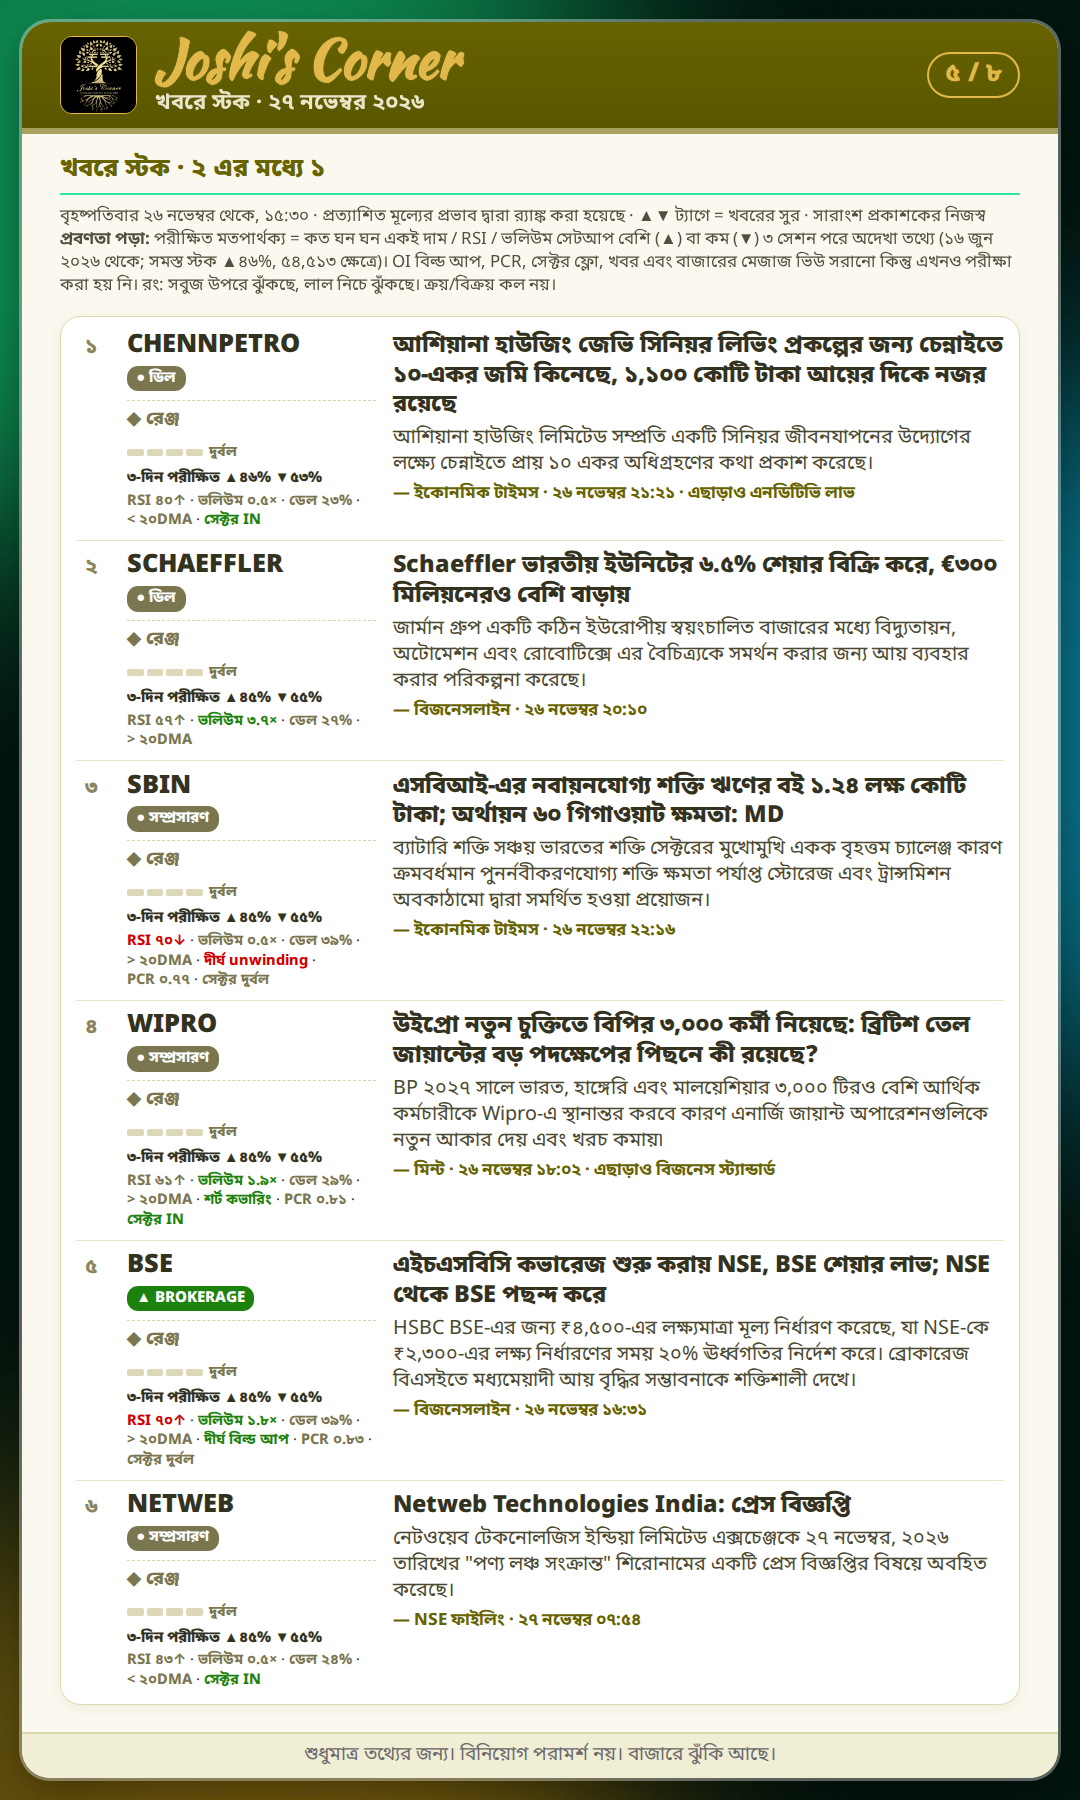 Joshi's Corner
খবরে স্টক · ২৭ নভেম্বর ২০২৬
৫ / ৮
খবরে স্টক · ২ এর মধ্যে ১
বৃহস্পতিবার ২৬ নভেম্বর থেকে, ১৫:৩০ · প্রত্যাশিত মূল্যের প্রভাব দ্বারা র‍্যাঙ্ক করা হয়েছে · ▲▼ ট্যাগে = খবরের সুর · সারাংশ প্রকাশকের নিজস্ব
প্রবণতা পড়া: পরীক্ষিত মতপার্থক্য = কত ঘন ঘন একই দাম / RSI / ভলিউম সেটআপ বেশি (▲) বা কম (▼) ৩ সেশন পরে অদেখা তথ্যে (১৬ জুন
২০২৬ থেকে; সমস্ত স্টক ▲৪৬%, ৫৪,৫১৩ ক্ষেত্রে)। OI বিল্ড আপ, PCR, সেক্টর ফ্লো, খবর এবং বাজারের মেজাজ ভিউ সরানো কিন্তু এখনও পরীক্ষা
করা হয় নি। রং: সবুজ উপরে ঝুঁকছে, লাল নিচে ঝুঁকছে। ক্রয়/বিক্রয় কল নয়।
১
CHENNPETRO
● ডিল
◆ রেঞ্জ
দুর্বল
৩-দিন পরীক্ষিত ▲৪৬% ▼৫৩%
RSI ৪০↑ · ভলিউম ০.৫× · ডেল ২৩% ·
< ২০DMA · সেক্টর IN
আশিয়ানা হাউজিং জেভি সিনিয়র লিভিং প্রকল্পের জন্য চেন্নাইতে
১০-একর জমি কিনেছে, ১,১০০ কোটি টাকা আয়ের দিকে নজর
রয়েছে
আশিয়ানা হাউজিং লিমিটেড সম্প্রতি একটি সিনিয়র জীবনযাপনের উদ্যোগের
লক্ষ্যে চেন্নাইতে প্রায় ১০ একর অধিগ্রহণের কথা প্রকাশ করেছে।
— ইকোনমিক টাইমস · ২৬ নভেম্বর ২১:২১ · এছাড়াও এনডিটিভি লাভ
২
SCHAEFFLER
● ডিল
◆ রেঞ্জ
দুর্বল
৩-দিন পরীক্ষিত ▲৪৫% ▼৫৫%
RSI ৫৭↑ · ভলিউম ৩.৭× · ডেল ২৭% ·
> ২০DMA
Schaeffler ভারতীয় ইউনিটের ৬.৫% শেয়ার বিক্রি করে, €৩০০
মিলিয়নেরও বেশি বাড়ায়
জার্মান গ্রুপ একটি কঠিন ইউরোপীয় স্বয়ংচালিত বাজারের মধ্যে বিদ্যুতায়ন,
অটোমেশন এবং রোবোটিক্সে এর বৈচিত্র্যকে সমর্থন করার জন্য আয় ব্যবহার
করার পরিকল্পনা করেছে।
— বিজনেসলাইন · ২৬ নভেম্বর ২০:১০
৩
SBIN
● সম্প্রসারণ
◆ রেঞ্জ
দুর্বল
৩-দিন পরীক্ষিত ▲৪৫% ▼৫৫%
RSI ৭০↓ · ভলিউম ০.৫× · ডেল ৩৯% ·
> ২০DMA · দীর্ঘ unwinding ·
PCR ০.৭৭ · সেক্টর দুর্বল
এসবিআই-এর নবায়নযোগ্য শক্তি ঋণের বই ১.২৪ লক্ষ কোটি
টাকা; অর্থায়ন ৬০ গিগাওয়াট ক্ষমতা: MD
ব্যাটারি শক্তি সঞ্চয় ভারতের শক্তি সেক্টরের মুখোমুখি একক বৃহত্তম চ্যালেঞ্জ কারণ
ক্রমবর্ধমান পুনর্নবীকরণযোগ্য শক্তি ক্ষমতা পর্যাপ্ত স্টোরেজ এবং ট্রান্সমিশন
অবকাঠামো দ্বারা সমর্থিত হওয়া প্রয়োজন।
— ইকোনমিক টাইমস · ২৬ নভেম্বর ২২:১৬
৪
WIPRO
● সম্প্রসারণ
◆ রেঞ্জ
দুর্বল
৩-দিন পরীক্ষিত ▲৪৫% ▼৫৫%
RSI ৬১↑ · ভলিউম ১.৯× · ডেল ২৯% ·
> ২০DMA · শর্ট কভারিং · PCR ০.৮১ ·
সেক্টর IN
উইপ্রো নতুন চুক্তিতে বিপির ৩,০০০ কর্মী নিয়েছে: ব্রিটিশ তেল
জায়ান্টের বড় পদক্ষেপের পিছনে কী রয়েছে?
BP ২০২৭ সালে ভারত, হাঙ্গেরি এবং মালয়েশিয়ার ৩,০০০ টিরও বেশি আর্থিক
কর্মচারীকে Wipro-এ স্থানান্তর করবে কারণ এনার্জি জায়ান্ট অপারেশনগুলিকে
নতুন আকার দেয় এবং খরচ কমায়৷
— মিন্ট · ২৬ নভেম্বর ১৮:০২ · এছাড়াও বিজনেস স্ট্যান্ডার্ড
৫
BSE
▲ BROKERAGE
◆ রেঞ্জ
দুর্বল
৩-দিন পরীক্ষিত ▲৪৫% ▼৫৫%
RSI ৭০↑ · ভলিউম ১.৮× · ডেল ৩৯% ·
> ২০DMA · দীর্ঘ বিল্ড আপ · PCR ০.৮৩ ·
সেক্টর দুর্বল
এইচএসবিসি কভারেজ শুরু করায় NSE, BSE শেয়ার লাভ; NSE
থেকে BSE পছন্দ করে
HSBC BSE-এর জন্য ₹৪,৫০০-এর লক্ষ্যমাত্রা মূল্য নির্ধারণ করেছে, যা NSE-কে
₹২,৩০০-এর লক্ষ্য নির্ধারণের সময় ২০% ঊর্ধ্বগতির নির্দেশ করে। ব্রোকারেজ
বিএসইতে মধ্যমেয়াদী আয় বৃদ্ধির সম্ভাবনাকে শক্তিশালী দেখে।
— বিজনেসলাইন · ২৬ নভেম্বর ১৬:৩১
৬
NETWEB
● সম্প্রসারণ
◆ রেঞ্জ
দুর্বল
৩-দিন পরীক্ষিত ▲৪৫% ▼৫৫%
RSI ৪৩↑ · ভলিউম ০.৫× · ডেল ২৪% ·
< ২০DMA · সেক্টর IN
Netweb Technologies India: প্রেস বিজ্ঞপ্তি
নেটওয়েব টেকনোলজিস ইন্ডিয়া লিমিটেড এক্সচেঞ্জকে ২৭ নভেম্বর, ২০২৬
তারিখের "পণ্য লঞ্চ সংক্রান্ত" শিরোনামের একটি প্রেস বিজ্ঞপ্তির বিষয়ে অবহিত
করেছে।
— NSE ফাইলিং · ২৭ নভেম্বর ০৭:৫৪
শুধুমাত্র তথ্যের জন্য। বিনিয়োগ পরামর্শ নয়। বাজারে ঝুঁকি আছে।